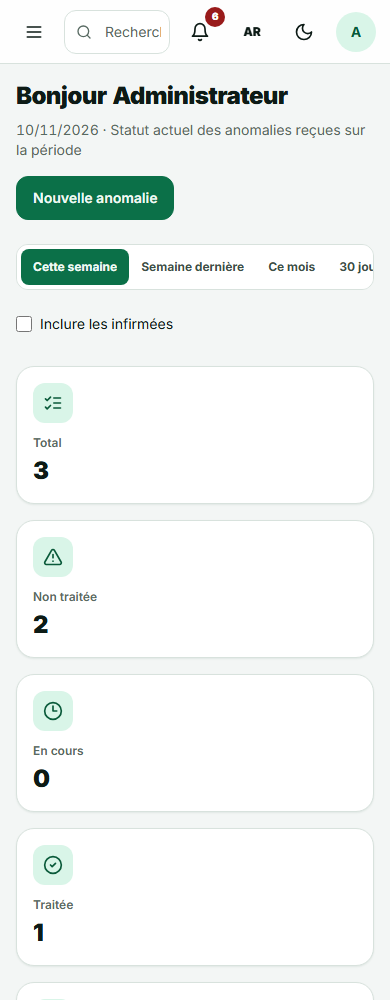 Recherch
6
AR
A
Bonjour Administrateur
10/11/2026 · Statut actuel des anomalies reçues sur
la période
Nouvelle anomalie
Cette semaine Semaine dernière Ce mois 30 jou
Inclure les infirmées
Total
3
Non traitée
2
En cours
0
Traitée
1